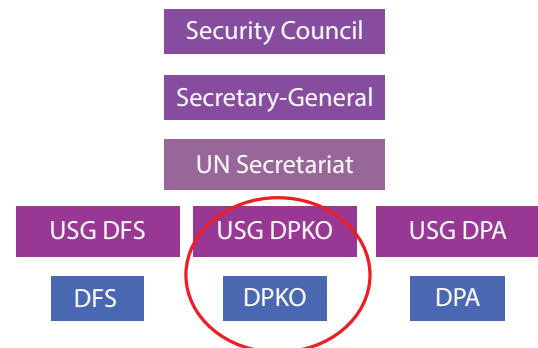 Security Council
Secretary-General
UN Secretariat
USG DFS USG DPKO USG DPA
DFS DPKO DPA